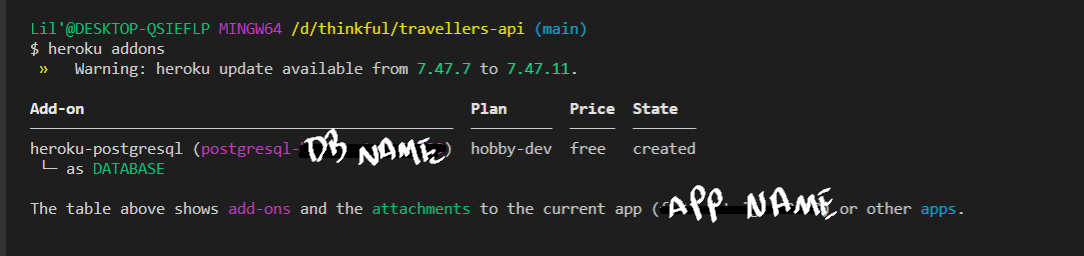 Lil'@DESKTOP-QSIEFLP MINGW64 /d/thinkful/travellers-api (main)
$ heroku addons
» Warning: heroku update available from 7.47.7 to 7.47.11.
Add-on Plan Price State
heroku-postgresql (postgresql- DB NAME) hobby-dev free created
└─ as DATABASE
The table above shows add-ons and the attachments to the current app (APP NAME or other apps.